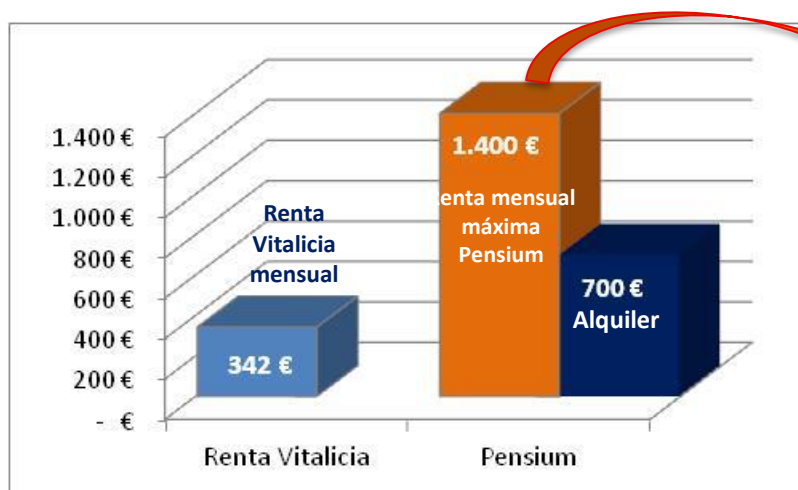 1.400 €
1.200 €
1.000 €
800 €
600 €
400 €
200 €
- €
Renta
Vitalicia
mensual
342 €
1.400 €
enta mensual
máxima
Pensium
700 €
Alquiler
Renta Vitalicia
Pensium